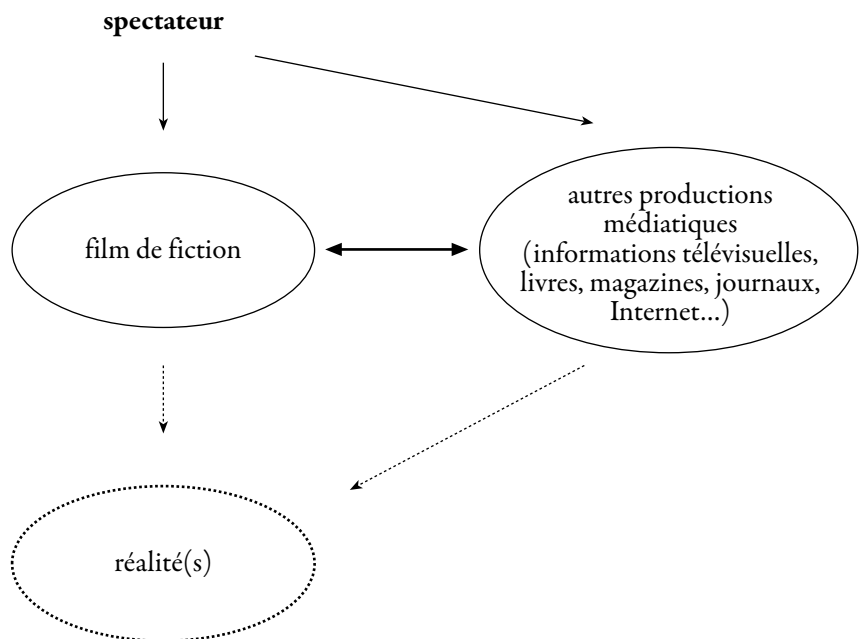 spectateur
film de fiction
autres productions
médiatiques
(informations télévisuelles,
livres, magazines, journaux,
Internet...)
réalité(s)